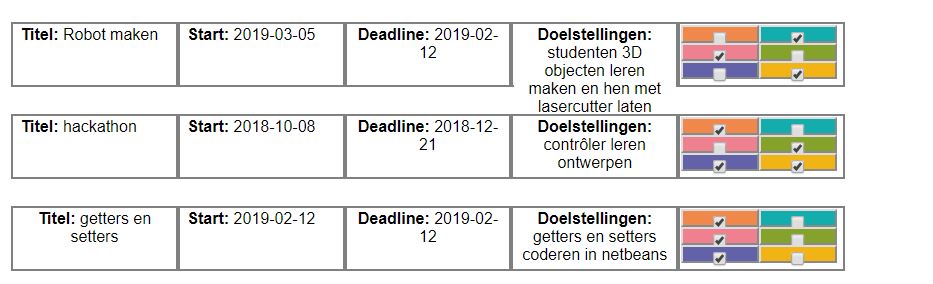 Titel: Robot maken Start: 2019-03-05 Deadline: 2019-02- Doelstellingen:
12 studenten 3D
objecten leren
maken en hen met
lasercutter laten
Titel: hackathon Start: 2018-10-08 Deadline: 2018-12- Doelstellingen:
21 contrôler leren
ontwerpen
Titel: getters en Start: 2019-02-12 Deadline: 2019-02- Doelstellingen:
setters 12 getters en setters
coderen in netbeans